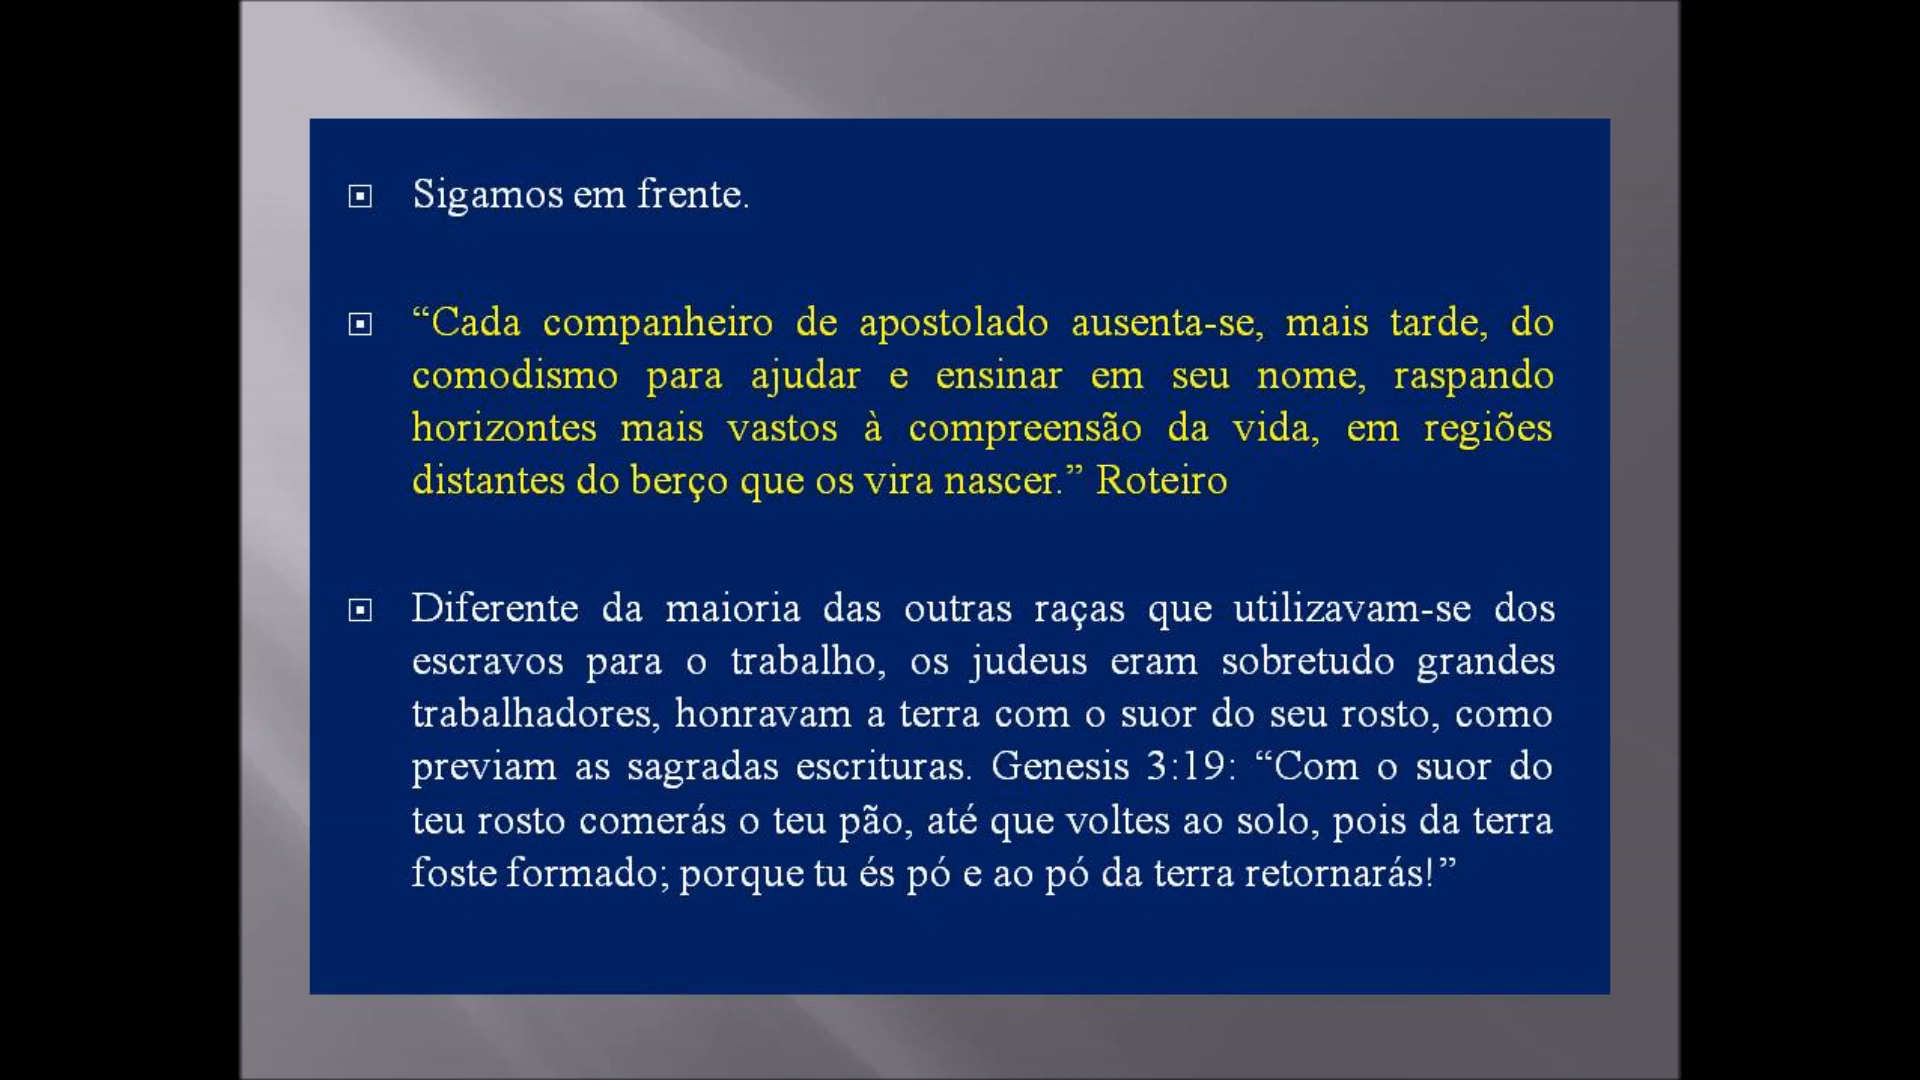 Sigamos em frente.
“Cada companheiro de apostolado ausenta-se, mais tarde, do
comodismo para ajudar e ensinar em seu nome, raspando
horizontes mais vastos à compreensão da vida, em regiões
distantes do berço que os vira nascer.” Roteiro
Diferente da maioria das outras raças que utilizavam-se dos
escravos para o trabalho, os judeus eram sobretudo grandes
trabalhadores, honravam a terra com o suor do seu rosto, como
previam as sagradas escrituras. Genesis 3:19: “Com o suor do
teu rosto comerás o teu pão, até que voltes ao solo, pois da terra
foste formado; porque tu és pó e ao pó da terra retornarás!”